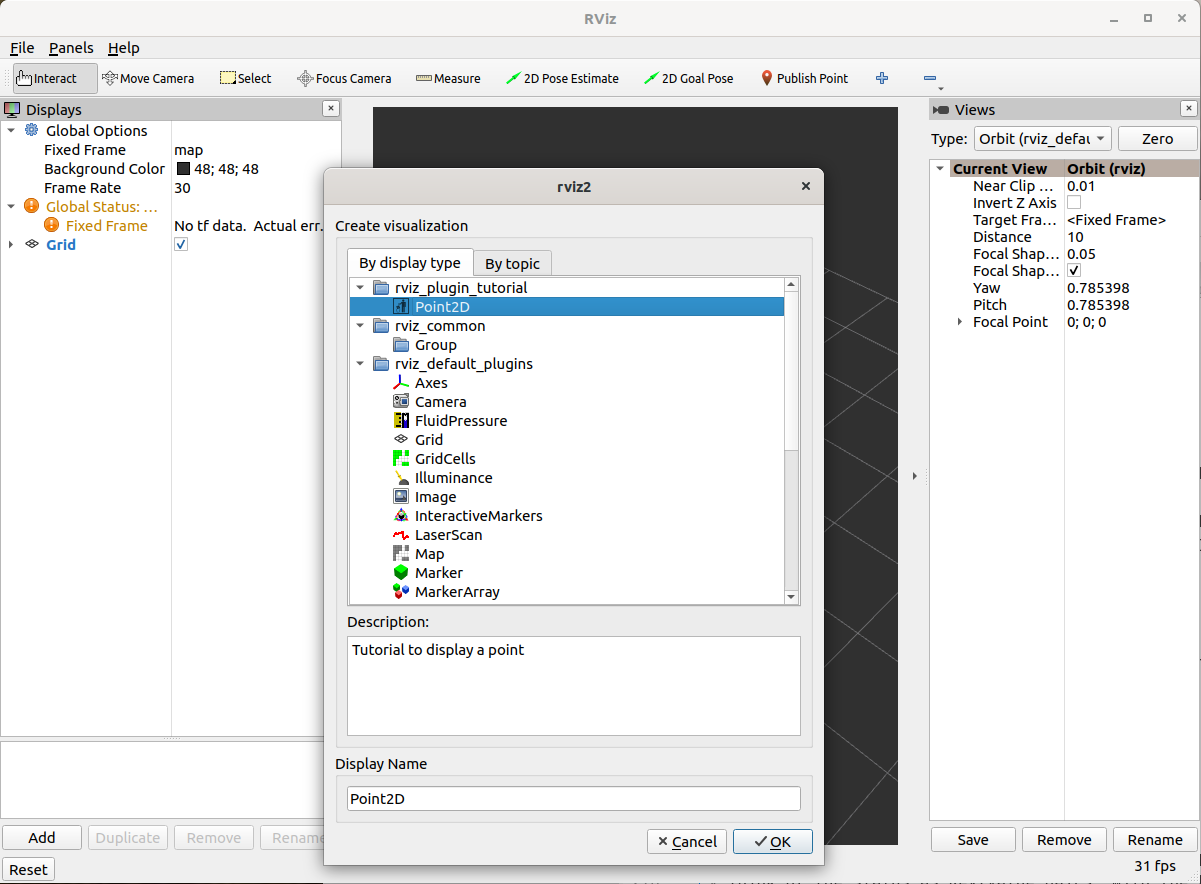 RViz
File Panels Help
Interact Move Camera Select Focus Camera Measure 2D Pose Estimate 2D Goal Pose Publish Point
Displays
Global Options
Fixed Frame map
Background Color 48; 48; 48
Frame Rate 30
Global Status: ...
Fixed Frame No tf data. Actual err.
Grid
Add Duplicate Remove Rename
Reset
rviz2
Create visualization
By display type By topic
rviz_plugin_tutorial
Point2D
rviz_common
Group
rviz_default_plugins
Axes
Camera
FluidPressure
Grid
GridCells
Illuminance
Image
InteractiveMarkers
LaserScan
Map
Marker
MarkerArray
Description:
Tutorial to display a point
Display Name
Point2D
Cancel OK
Views
Type: Orbit (rviz_defau Zero
Current View Orbit (rviz)
Near Clip ... 0.01
Invert Z Axis
Target Fra... <Fixed Frame>
Distance 10
Focal Shap... 0.05
Focal Shap...
Yaw 0.785398
Pitch 0.785398
Focal Point 0; 0; 0
Save Remove Rename
31 fps